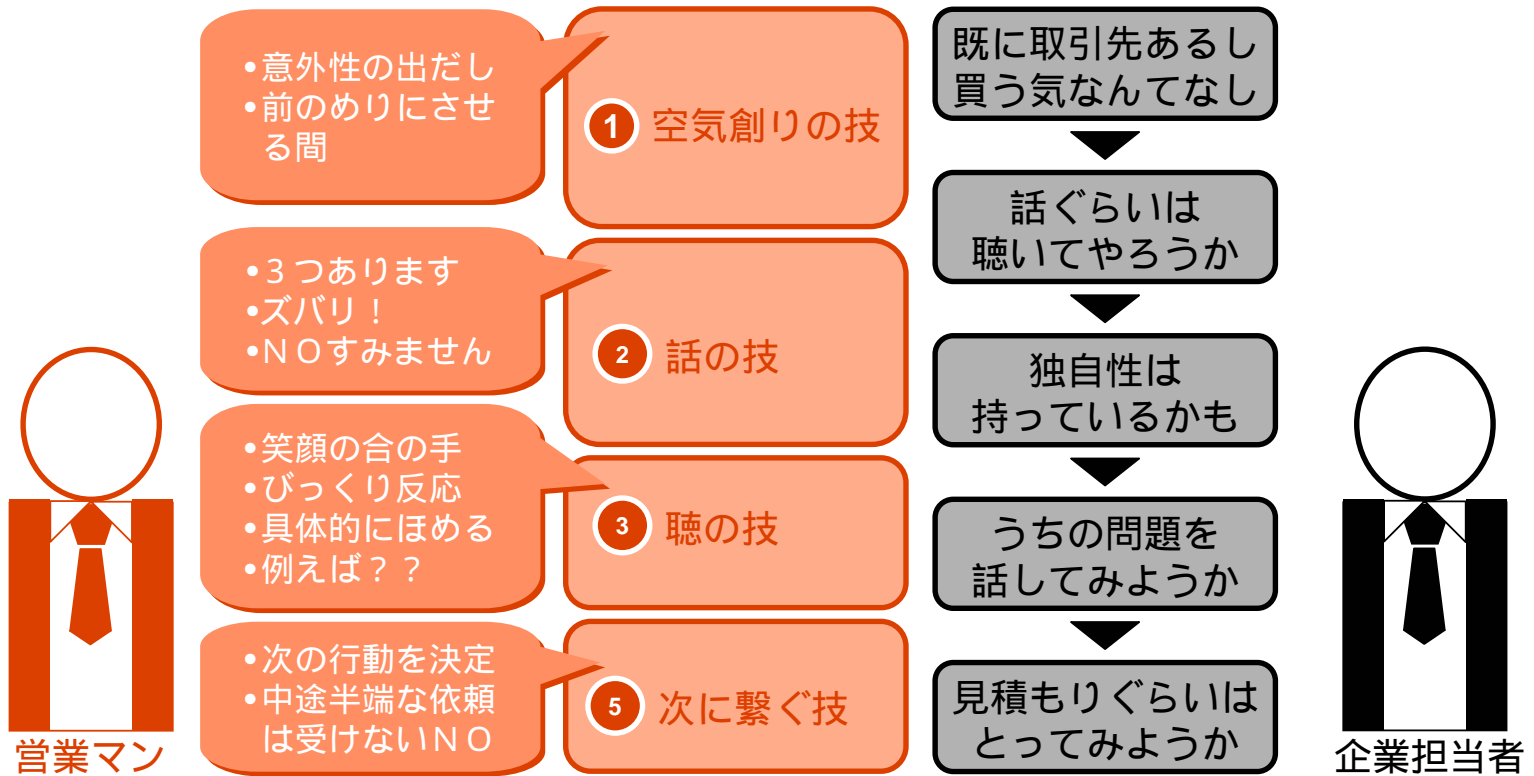 ・意外性の出だし
・前のめりにさせ
る間
1 空気創りの技
・３つあります
・ズバリ！
・ＮＯすみません
2 話の技
・笑顔の合の手
・びっくり反応
・具体的にほめる
・例えば？？
3 聴の技
・次の行動を決定
・中途半端な依頼
は受けないＮＯ
5 次に繋ぐ技
既に取引先あるし
買う気なんてなし
話ぐらいは
聴いてやろうか
独自性は
持っているかも
うちの問題を
話してみようか
見積もりぐらいは
とってみようか
営業マン
企業担当者